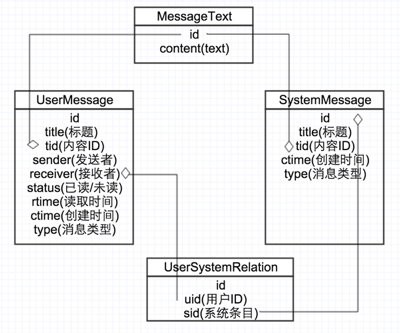 MessageText
id
content(text)
UserMessage
id
title(标题)
tid(内容ID)
sender(发送者)
receiver(接收者)
status(已读/未读)
rtime(读取时间)
ctime(创建时间)
type(消息类型)
SystemMessage
id
title(标题)
tid(内容ID)
ctime(创建时间)
type(消息类型)
UserSystemRelation
id
uid(用户ID)
sid(系统条目)